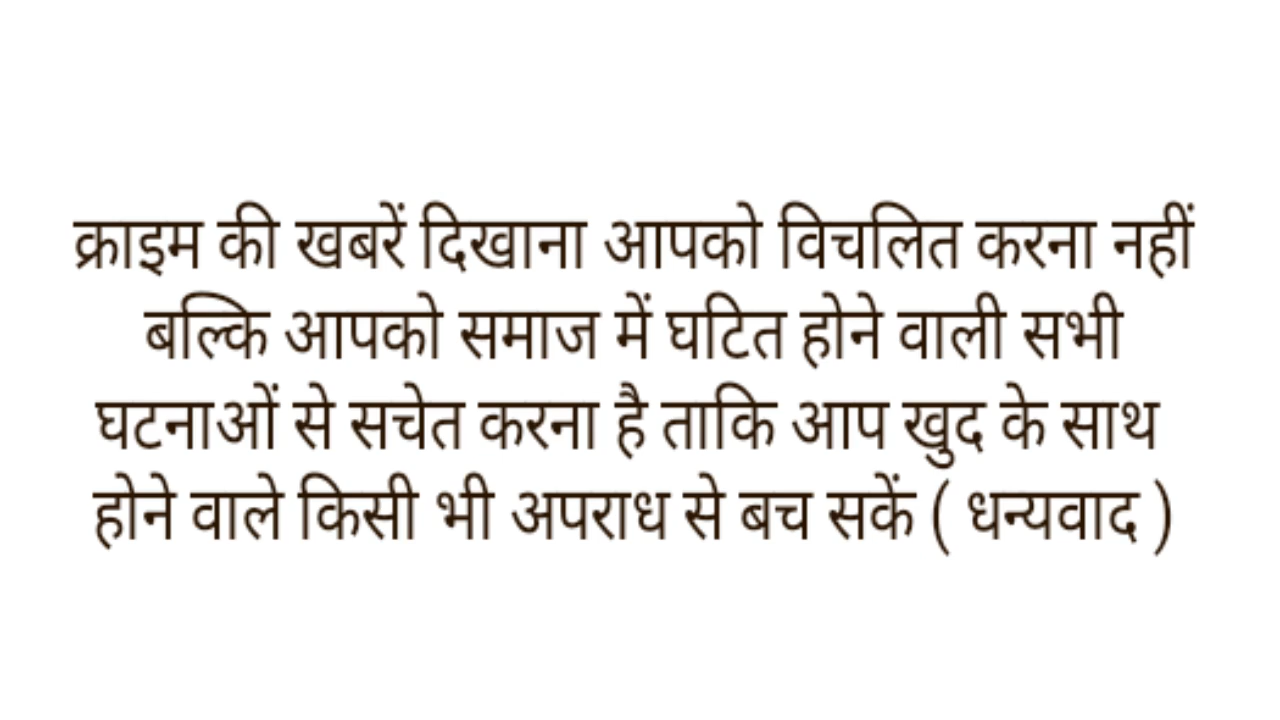 क्राइम की खबरें दिखाना आपको विचलित करना नहीं
बल्कि आपको समाज में घटित होने वाली सभी
घटनाओं से सचेत करना है ताकि आप खुद के साथ
होने वाले किसी भी अपराध से बच सकें ( धन्यवाद )